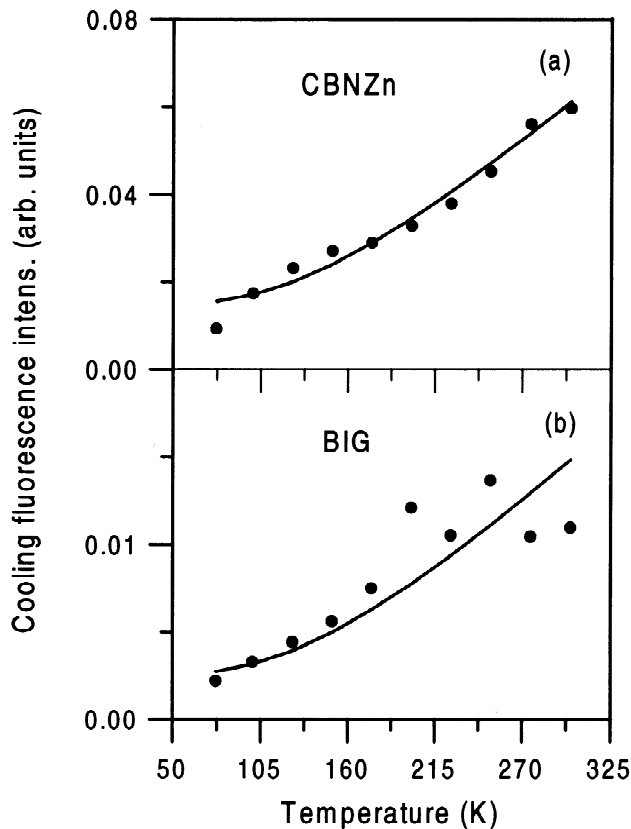 0.08
(a)
CBNZn
0.04
0.00
(b)
BIG
0.01
0.00
50 105 160 215 270 325
Temperature (K)
Cooling fluorescence intens. (arb. units)